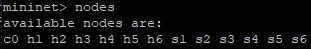 mininet> nodes
available nodes are:
c0 h1 h2 h3 h4 h5 h6 s1 s2 s3 s4 s5 s6